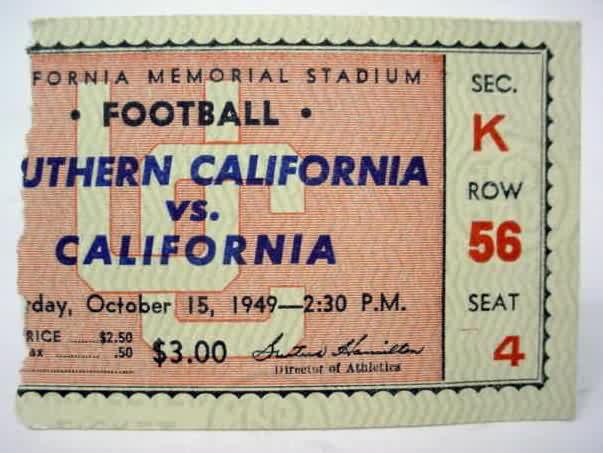 FORNIA MEMORIAL STADIUM
• FOOTBALL •
UTHERN CALIFORNIA
vs.
CALIFORNIA
rday, October 15, 1949—2:30 P.M.
RICE ........ $2.50
ax ........ .50
$3.00
Director of Athletics
SEC.
K
ROW
56
SEAT
4